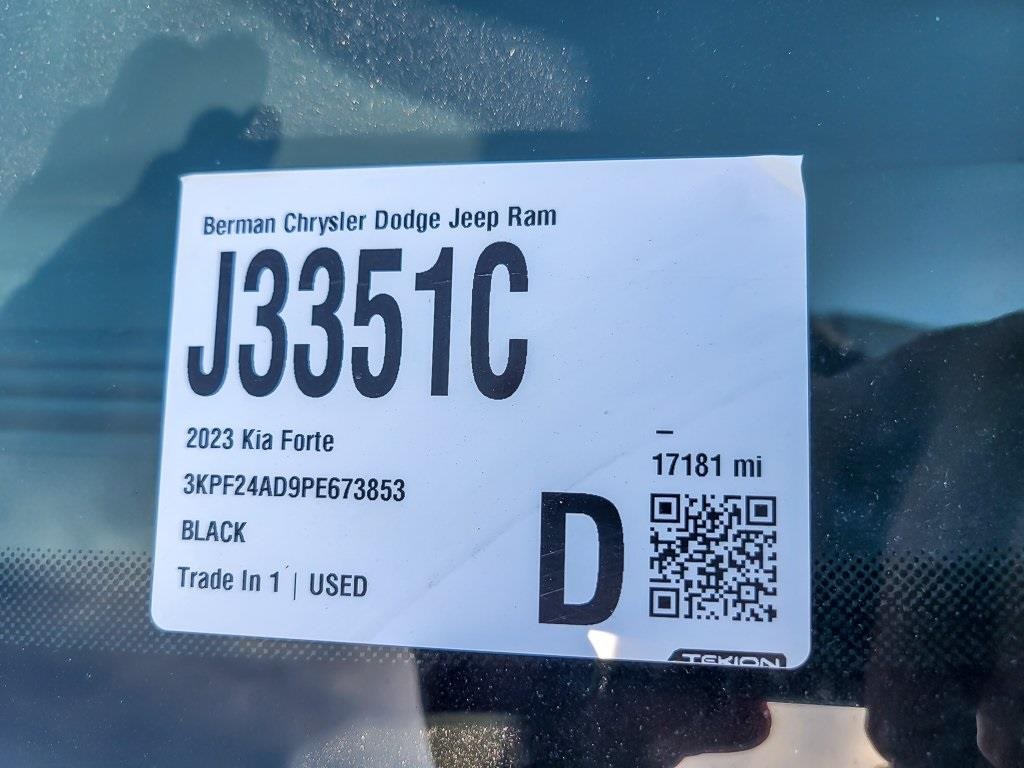 Berman Chrysler Dodge Jeep Ram
J3351C
2023 Kia Forte
3KPF24AD9PE673853
BLACK
Trade In 1 | USED
–
17181 mi
D
TEKION